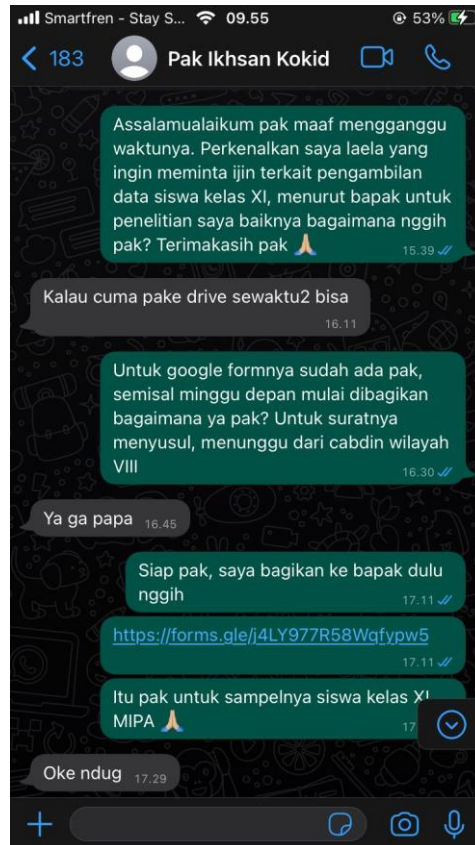 Smartfren - Stay S... 09.55 53%
183 Pak Ikhsan Kokid
Assalamualaikum pak maaf mengganggu
waktunya. Perkenalkan saya laela yang
ingin meminta ijin terkait pengambilan
data siswa kelas XI, menurut bapak untuk
penelitian saya baiknya bagaimana nggih
pak? Terimakasih pak 🙏🏼
15.39
Kalau cuma pake drive sewaktu2 bisa
16.11
Untuk google formnya sudah ada pak,
semisal minggu depan mulai dibagikan
bagaimana ya pak? Untuk suratnya
menyusul, menunggu dari cabdin wilayah
VIII
16.30
Ya ga papa 16.45
Siap pak, saya bagikan ke bapak dulu
nggih
17.11
https://forms.gle/j4LY977R58Wqfypw5
17.11
Itu pak untuk sampelnya siswa kelas XI
MIPA 🙏🏼
17
Oke ndug 17.29